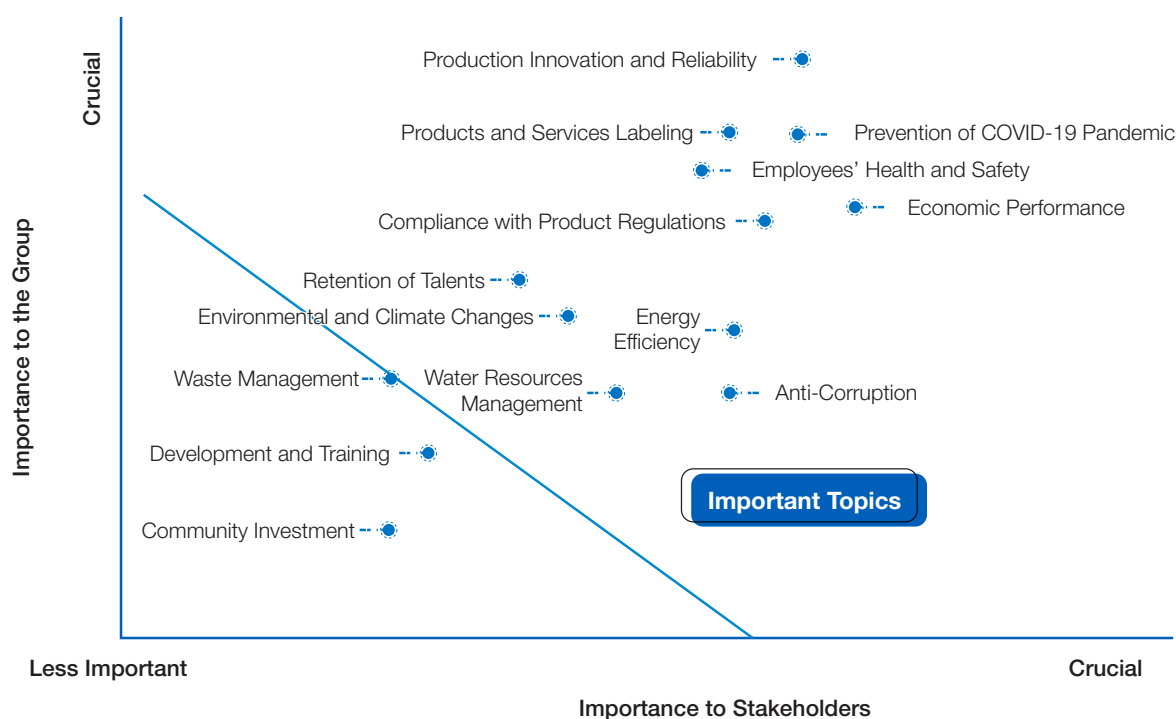 Crucial
Importance to the Group
Production Innovation and Reliability
Products and Services Labeling
Prevention of COVID-19 Pandemic
Employees’ Health and Safety
Economic Performance
Compliance with Product Regulations
Retention of Talents
Environmental and Climate Changes
Energy
Efficiency
Waste Management
Water Resources
Management
Anti-Corruption
Development and Training
Important Topics
Community Investment
Less Important
Crucial
Importance to Stakeholders